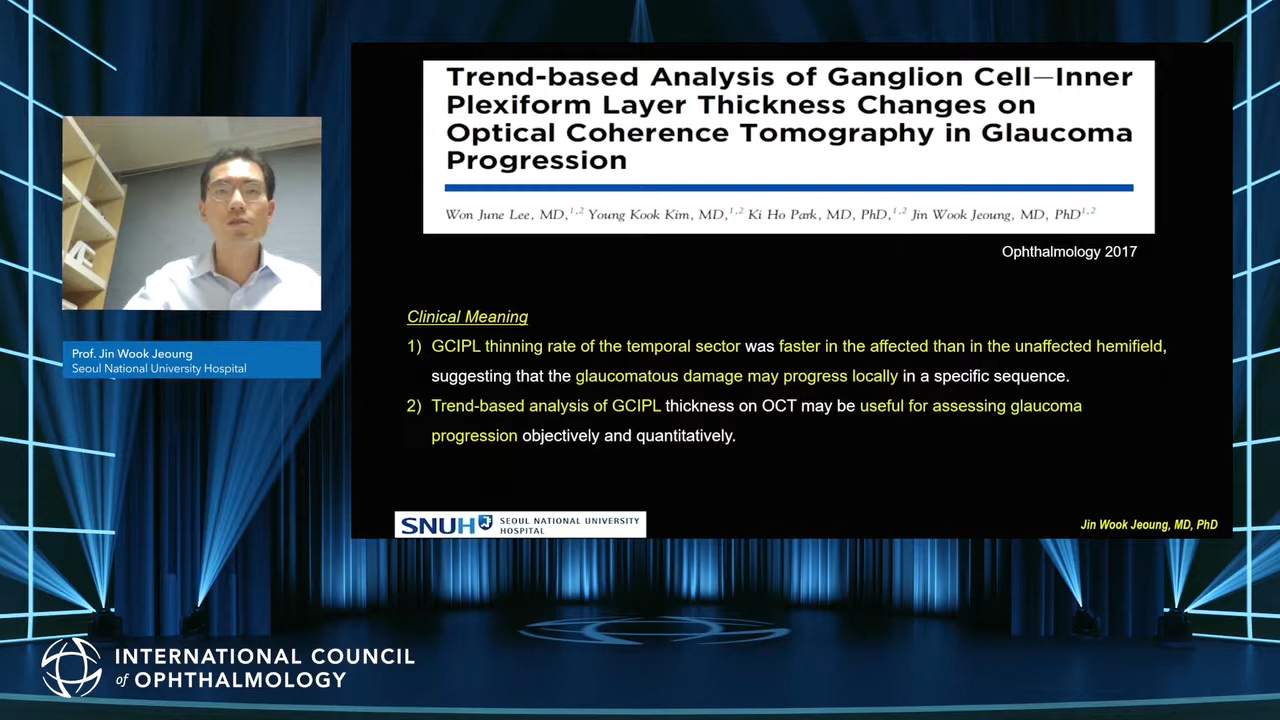 Trend-based Analysis of Ganglion Cell—Inner
Plexiform Layer Thickness Changes on
Optical Coherence Tomography in Glaucoma
Progression
Won June Lee, MD,1,2 Young Kook Kim, MD,1,2 Ki Ho Park, MD, PhD,1,2 Jin Wook Jeoung, MD, PhD1,2
Ophthalmology 2017
Clinical Meaning
1) GCIPL thinning rate of the temporal sector was faster in the affected than in the unaffected hemifield,
suggesting that the glaucomatous damage may progress locally in a specific sequence.
2) Trend-based analysis of GCIPL thickness on OCT may be useful for assessing glaucoma
progression objectively and quantitatively.
SNUH SEOUL NATIONAL UNIVERSITY
HOSPITAL
Jin Wook Jeoung, MD, PhD
Prof. Jin Wook Jeoung
Seoul National University Hospital
INTERNATIONAL COUNCIL
of OPHTHALMOLOGY